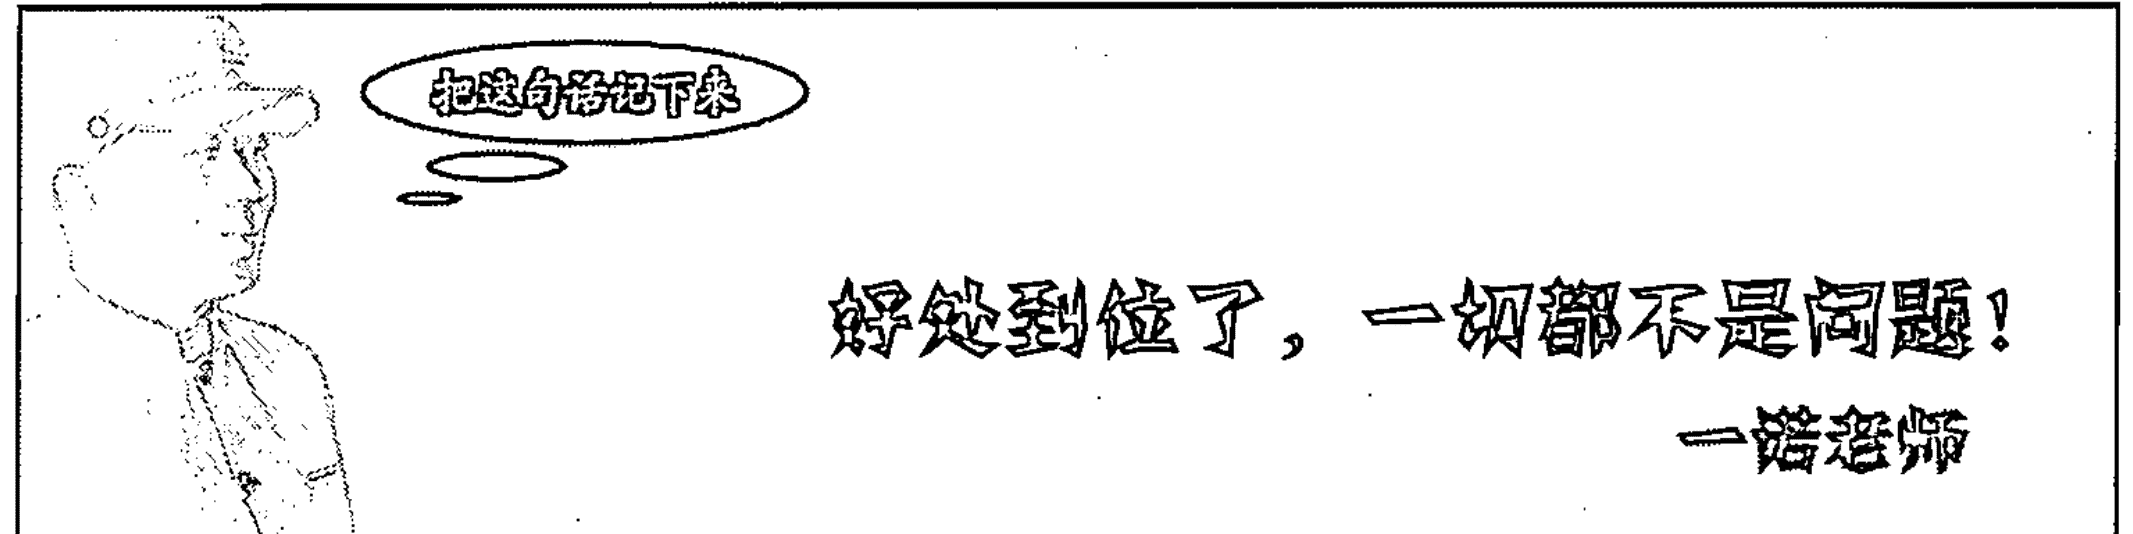 把这句话记下来
好处到位了，一切都不是问题！
一诺老师